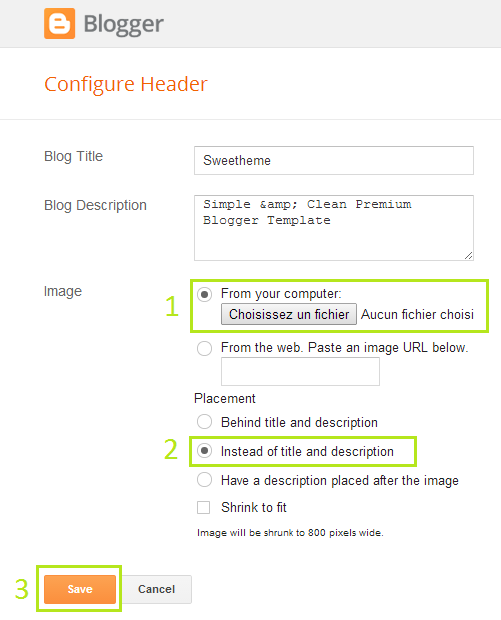 Blogger
Configure Header
Blog Title
Sweetheme
Blog Description
Simple &amp; Clean Premium
Blogger Template
Image
1
From your computer:
Choisissez un fichier Aucun fichier choisi
From the web. Paste an image URL below.
Placement
Behind title and description
2
Instead of title and description
Have a description placed after the image
Shrink to fit
Image will be shrunk to 800 pixels wide.
3
Save Cancel